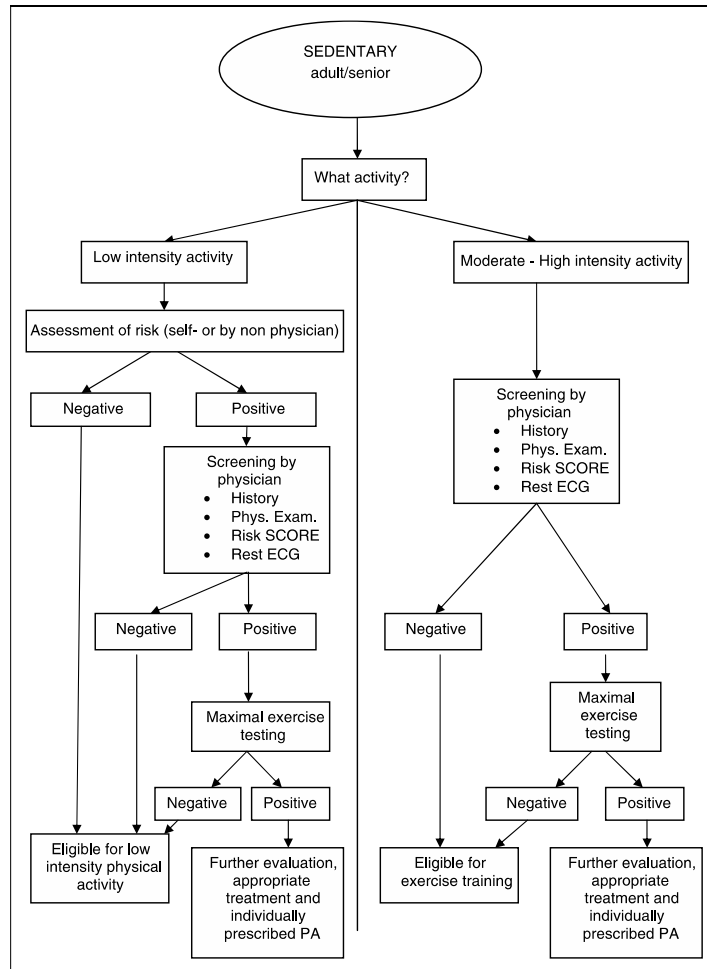 SEDENTARY
adult/senior
What activity?
Low intensity activity
Moderate - High intensity activity
Assessment of risk (self- or by non physician)
Negative
Positive
Screening by
physician
• History
• Phys. Exam.
• Risk SCORE
• Rest ECG
Screening by
physician
• History
• Phys. Exam.
• Risk SCORE
• Rest ECG
Negative
Positive
Negative
Positive
Maximal exercise
testing
Maximal
exercise
testing
Negative
Positive
Negative
Positive
Eligible for low
intensity physical
activity
Further evaluation,
appropriate
treatment and
individually
prescribed PA
Eligible for
exercise training
Further evaluation,
appropriate
treatment and
individually
prescribed PA